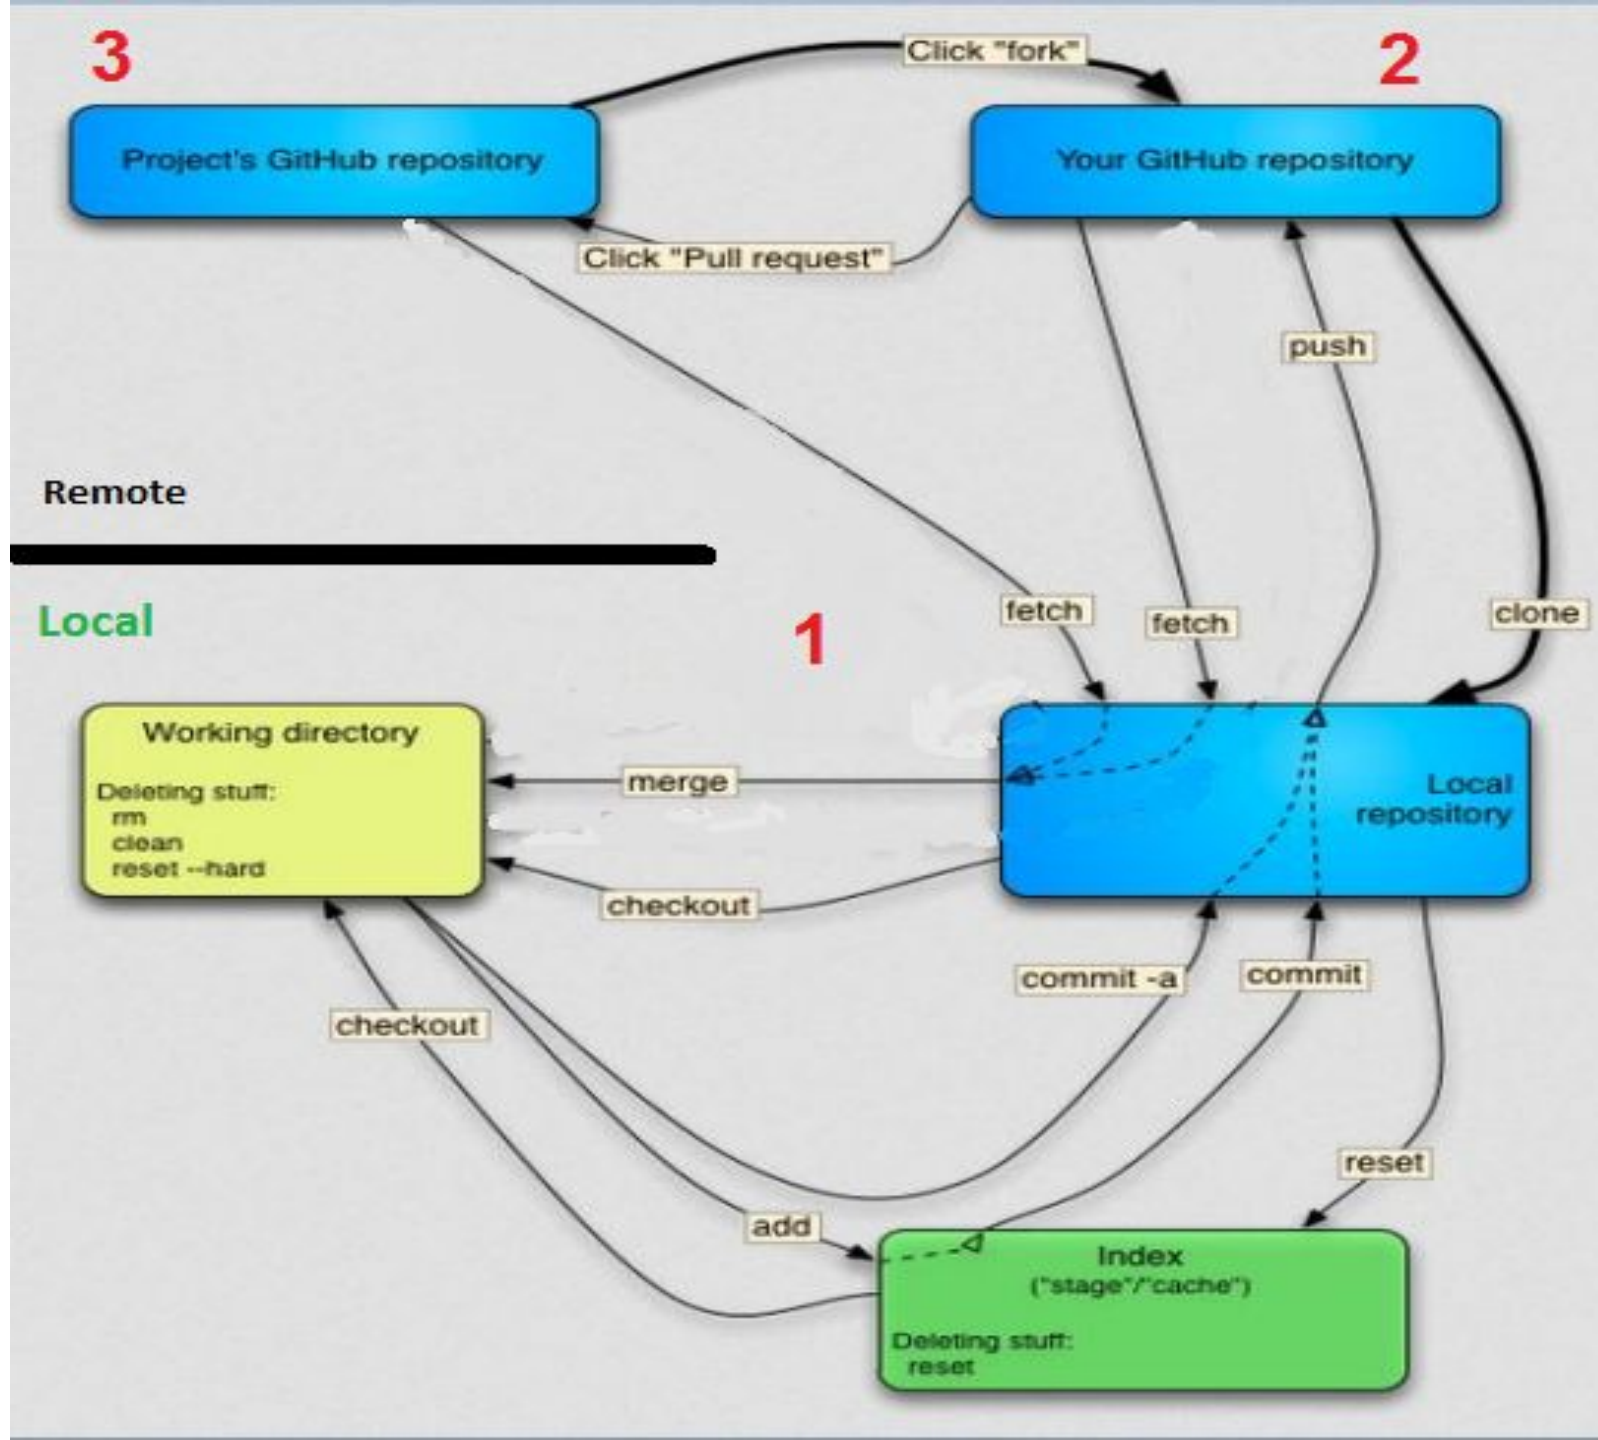 3
Click "fork"
2
Project's GitHub repository
Your GitHub repository
Click "Pull request"
push
Remote
Local
1
fetch
fetch
clone
Working directory
Deleting stuff:
rm
clean
reset --hard
merge
Local
repository
checkout
commit -a
commit
checkout
reset
add
Index
("stage"/"cache")
Deleting stuff:
reset